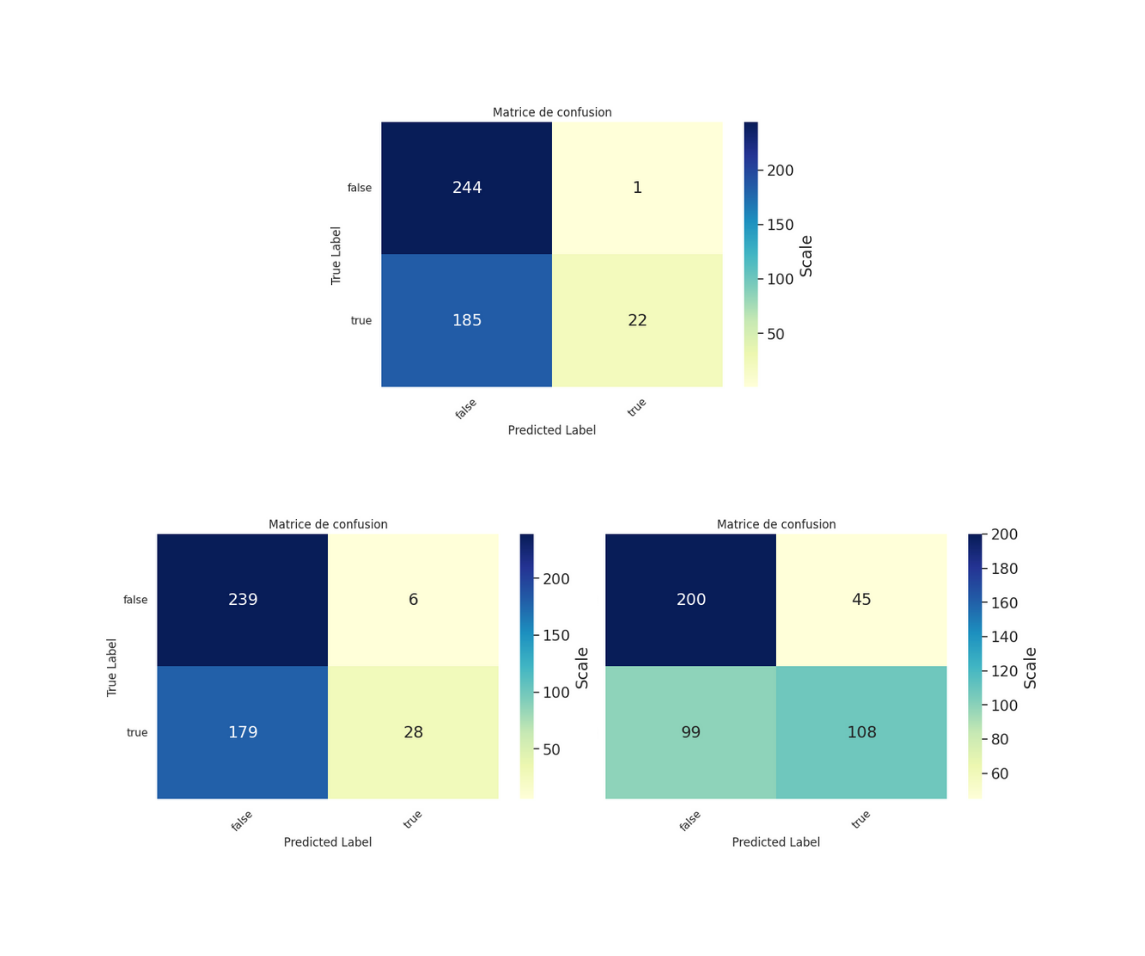 Matrice de confusion
True Label
false
244
1
true
185
22
false
true
Predicted Label
200
150
100
50
Scale
Matrice de confusion
True Label
false
239
6
true
179
28
false
true
Predicted Label
200
150
100
50
Scale
Matrice de confusion
200
45
99
108
false
true
Predicted Label
200
180
160
140
120
100
80
60
Scale